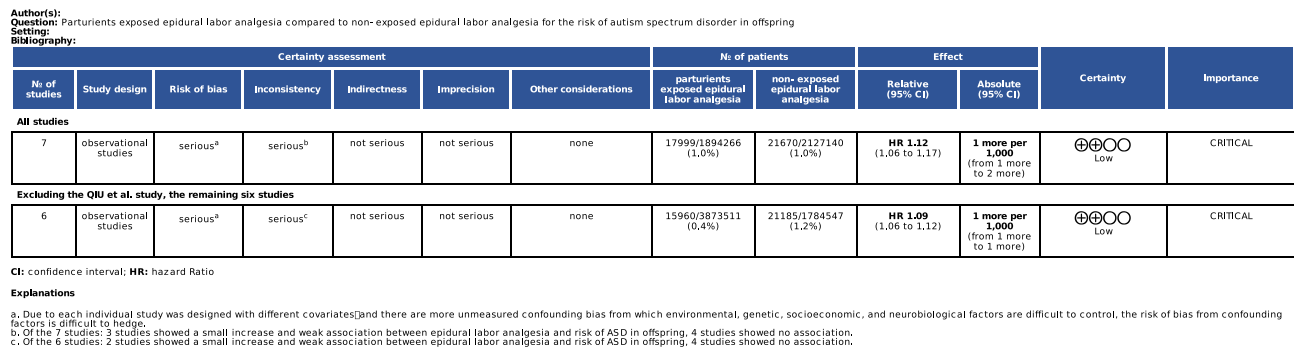 Author(s):
Question: Parturients exposed epidural labor analgesia compared to non-exposed epidural labor analgesia for the risk of autism spectrum disorder in offspring
Setting:
Bibliography:
Certainty assessment № of patients Effect Certainty Importance
№ of studies Study design Risk of bias Inconsistency Indirectness Imprecision Other considerations parturients exposed epidural labor analgesia non-exposed epidural labor analgesia Relative (95% CI) Absolute (95% CI)
All studies
7 observational studies serious^a serious^b not serious not serious none 17999/1894266 (1.0%) 21670/2127140 (1.0%) HR 1.12 (1.06 to 1.17) 1 more per 1,000 (from 1 more to 2 more) ⨁⨁◯◯ Low CRITICAL
Excluding the QIU et al. study, the remaining six studies
6 observational studies serious^a serious^c not serious not serious none 15960/3873511 (0.4%) 21185/1784547 (1.2%) HR 1.09 (1.06 to 1.12) 1 more per 1,000 (from 1 more to 1 more) ⨁⨁◯◯ Low CRITICAL
CI: confidence interval; HR: hazard Ratio
Explanations
a. Due to each individual study was designed with different covariates▯and there are more unmeasured confounding bias from which environmental, genetic, socioeconomic, and neurobiological factors are difficult to control, the risk of bias from confounding
factors is difficult to hedge.
b. Of the 7 studies: 3 studies showed a small increase and weak association between epidural labor analgesia and risk of ASD in offspring, 4 studies showed no association.
c. Of the 6 studies: 2 studies showed a small increase and weak association between epidural labor analgesia and risk of ASD in offspring, 4 studies showed no association.